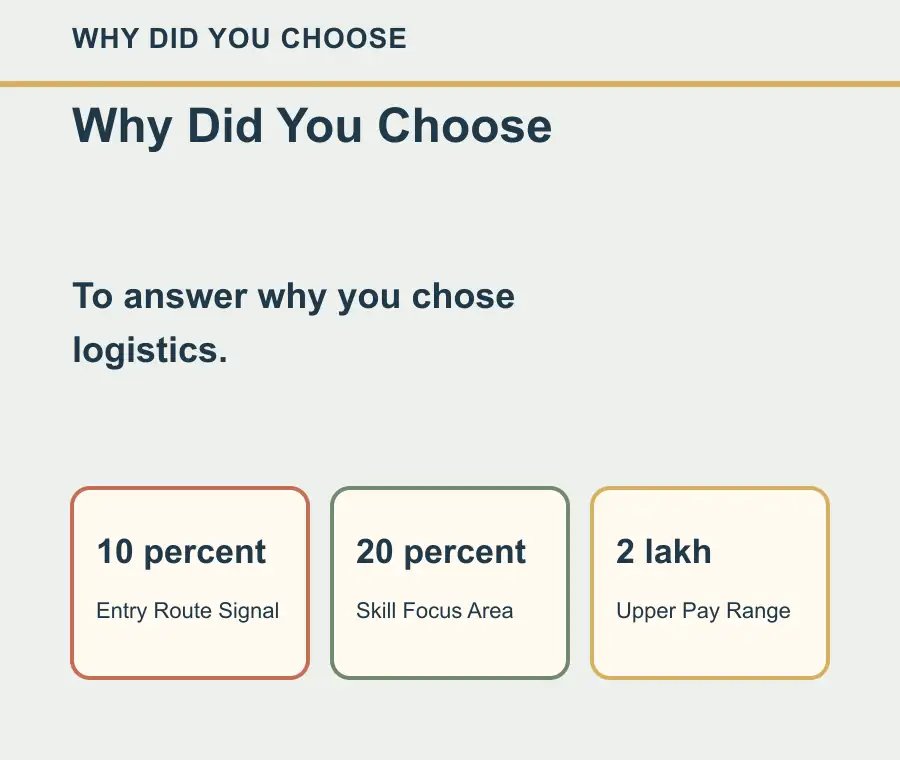 WHY DID YOU CHOOSE
Why Did You Choose
To answer why you chose
logistics.
10 percent
Entry Route Signal
20 percent
Skill Focus Area
2 lakh
Upper Pay Range